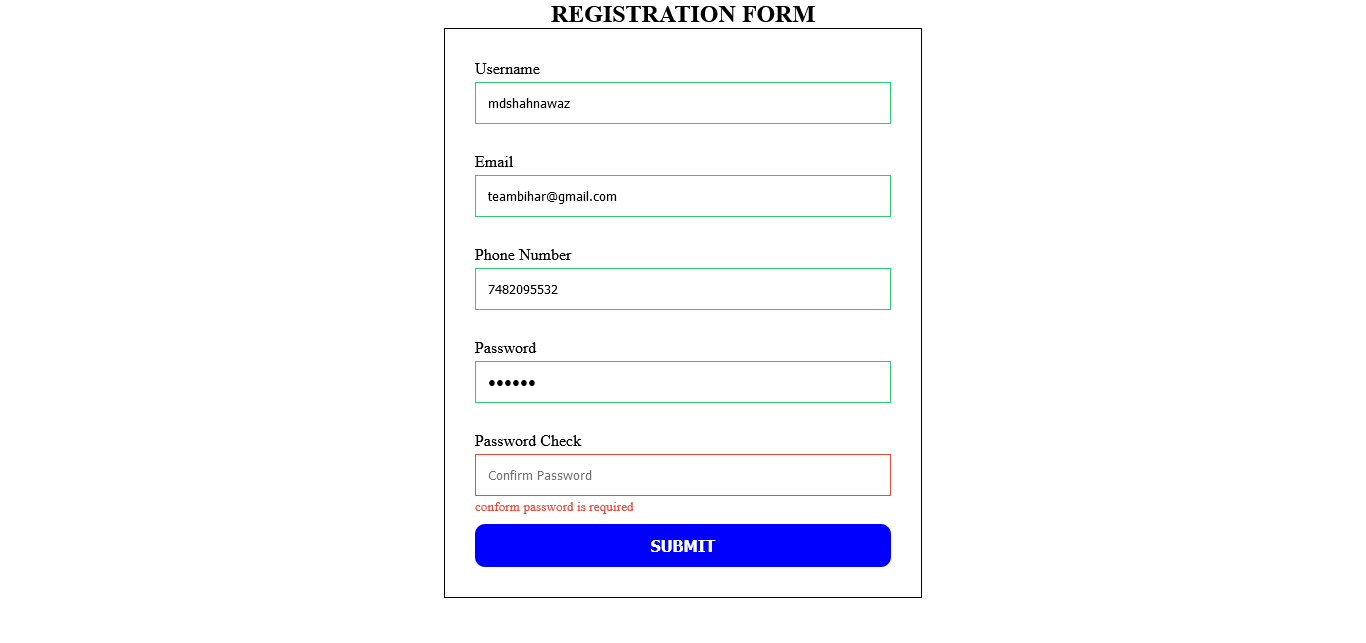 REGISTRATION FORM
Username
mdshahnawaz
Email
teambihar@gmail.com
Phone Number
7482095532
Password
••••••
Password Check
Confirm Password
conform password is required
SUBMIT